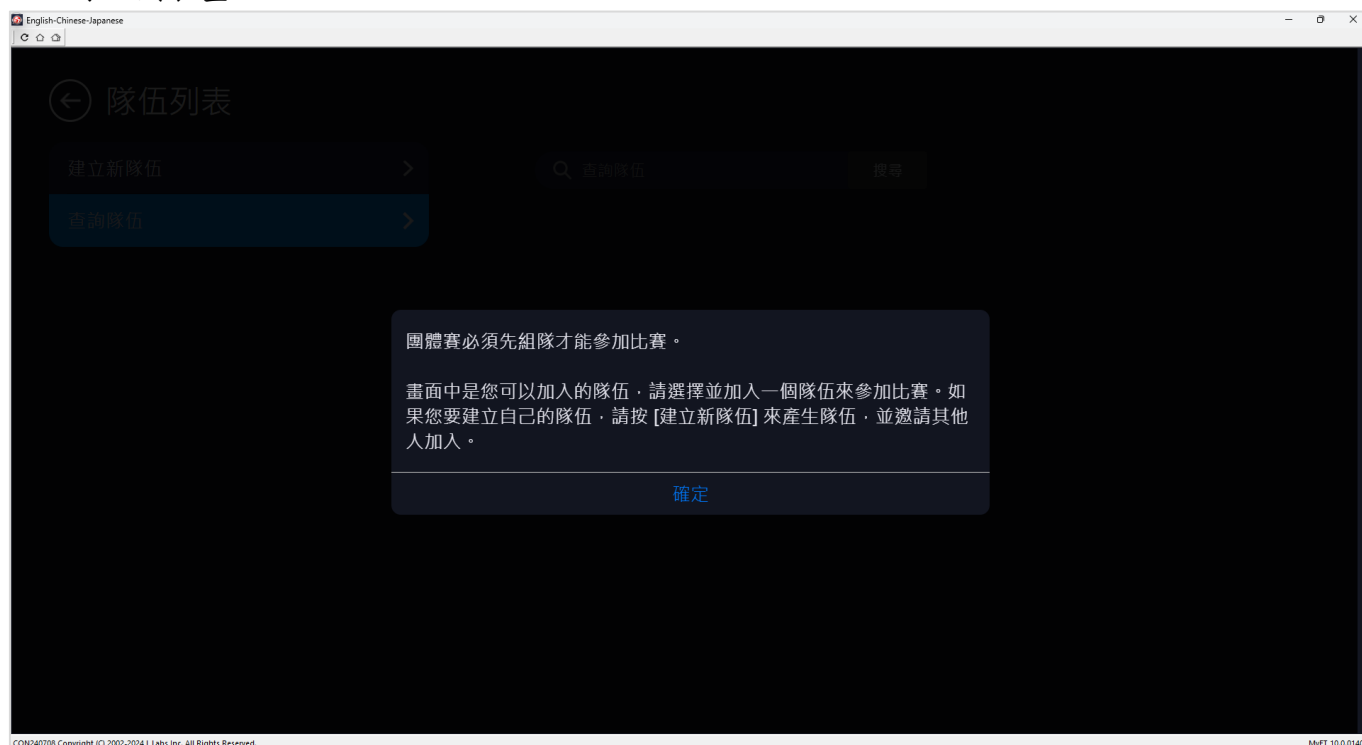 English-Chinese-Japanese
隊伍列表
建立新隊伍
查詢隊伍
搜尋
查詢隊伍
團體賽必須先組隊才能參加比賽。
畫面中是您可以加入的隊伍，請選擇並加入一個隊伍來參加比賽。如
果您要建立自己的隊伍，請按 [建立新隊伍] 來產生隊伍，並邀請其他
人加入。
確定
CON240708 Copyright (C) 2002-2024 L Labs Inc. All Rights Reserved.
MyET 10.0.0140